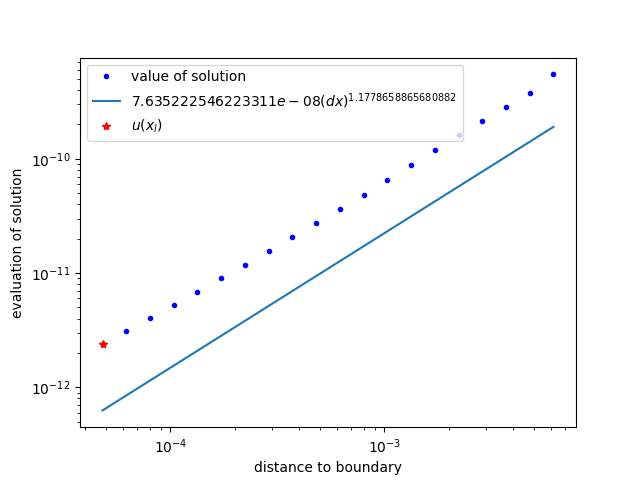 value of solution
7.635222546223311e − 08(dx)^1.1778658865680882
u(x_l)
10^−10
10^−11
10^−12
evaluation of solution
10^−4
10^−3
distance to boundary